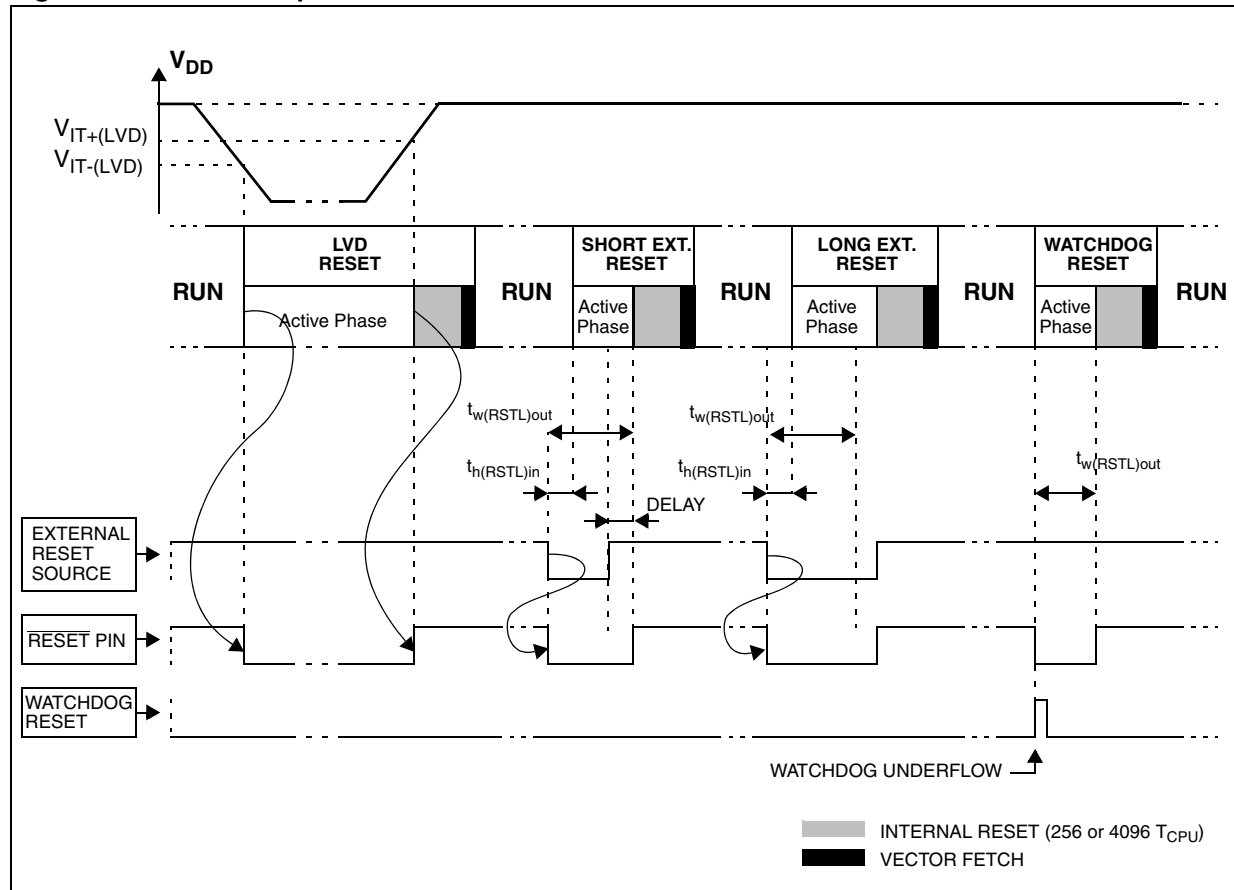 V_DD
V_IT+(LVD)
V_IT-(LVD)
LVD
RESET
SHORT EXT.
RESET
LONG EXT.
RESET
WATCHDOG
RESET
RUN
Active Phase
RUN
Active
Phase
RUN
Active
Phase
RUN
Active
Phase
RUN
t_w(RSTL)out
t_w(RSTL)out
t_w(RSTL)out
t_h(RSTL)in
t_h(RSTL)in
DELAY
EXTERNAL
RESET
SOURCE
RESET PIN
WATCHDOG
RESET
WATCHDOG UNDERFLOW
INTERNAL RESET (256 or 4096 T_CPU)
VECTOR FETCH